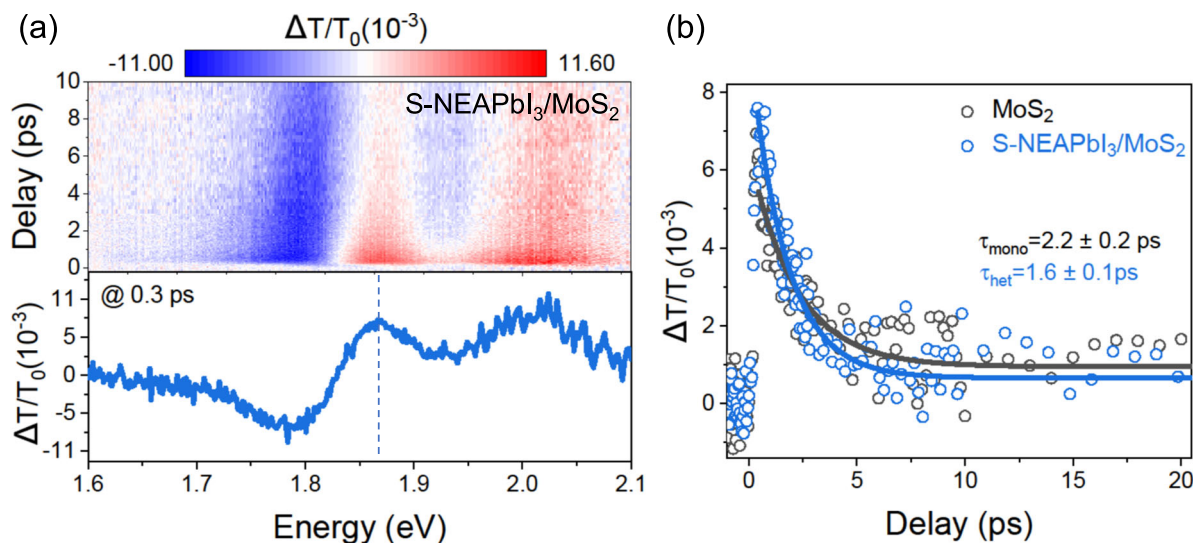 (a)
ΔT/T₀(10⁻³)
-11.00 11.60
S-NEAPbI₃/MoS₂
10
8
6
4
2
0
Delay (ps)
@ 0.3 ps
11
5
0
-5
-11
ΔT/T₀(10⁻³)
1.6 1.7 1.8 1.9 2.0 2.1
Energy (eV)
(b)
8
6
4
2
0
ΔT/T₀(10⁻³)
MoS₂
S-NEAPbI₃/MoS₂
τmono=2.2 ± 0.2 ps
τhet=1.6 ± 0.1ps
0 5 10 15 20
Delay (ps)